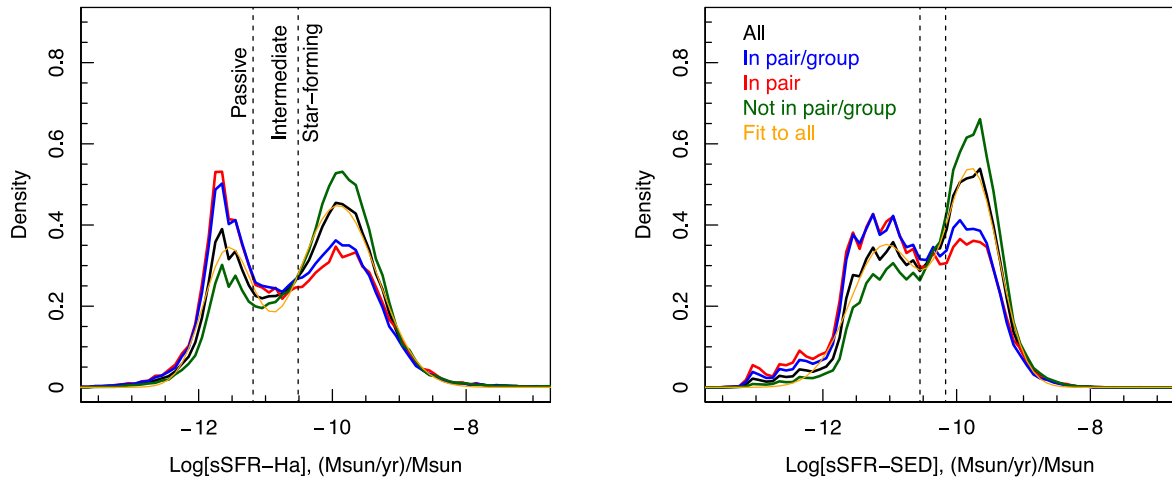 Density
0 0.2 0.4 0.6 0.8
Passive
Intermediate
Star−forming
−12 −10 −8
Log[sSFR−Ha], (Msun/yr)/Msun
Density
0 0.2 0.4 0.6 0.8
All
In pair/group
In pair
Not in pair/group
Fit to all
−12 −10 −8
Log[sSFR−SED], (Msun/yr)/Msun